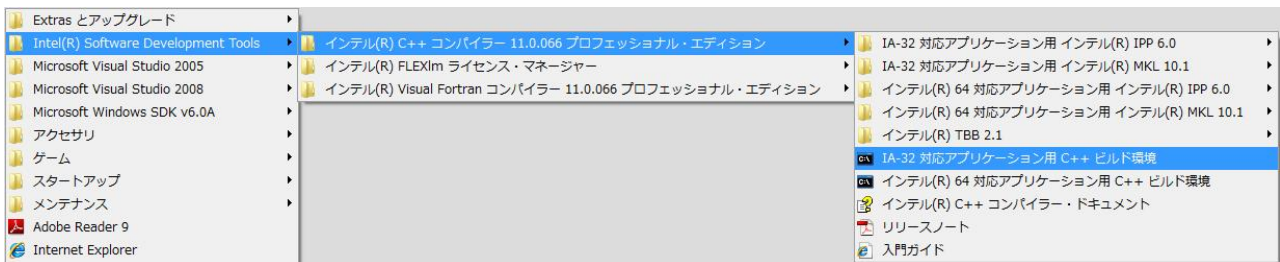 Extras とアップグレード
Intel(R) Software Development Tools
Microsoft Visual Studio 2005
Microsoft Visual Studio 2008
Microsoft Windows SDK v6.0A
アクセサリ
ゲーム
スタートアップ
メンテナンス
Adobe Reader 9
Internet Explorer
インテル(R) C++ コンパイラー 11.0.066 プロフェッショナル・エディション
インテル(R) FLEXlm ライセンス・マネージャー
インテル(R) Visual Fortran コンパイラー 11.0.066 プロフェッショナル・エディション
IA-32 対応アプリケーション用 インテル(R) IPP 6.0
IA-32 対応アプリケーション用 インテル(R) MKL 10.1
インテル(R) 64 対応アプリケーション用 インテル(R) IPP 6.0
インテル(R) 64 対応アプリケーション用 インテル(R) MKL 10.1
インテル(R) TBB 2.1
IA-32 対応アプリケーション用 C++ ビルド環境
インテル(R) 64 対応アプリケーション用 C++ ビルド環境
インテル(R) C++ コンパイラー・ドキュメント
リリースノート
入門ガイド